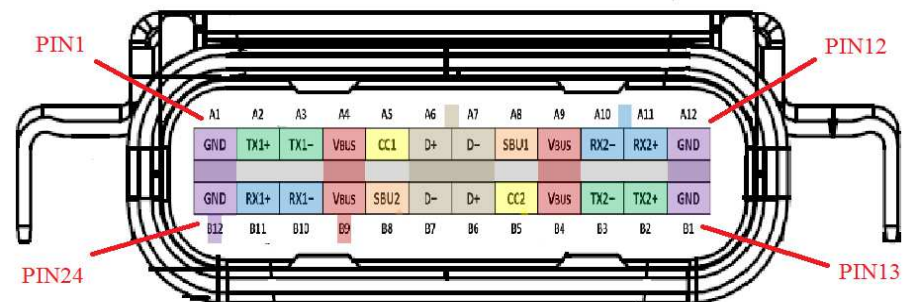 PIN1 PIN12
A1 A2 A3 A4 A5 A6 A7 A8 A9 A10 A11 A12
GND TX1+ TX1− VBUS CC1 D+ D− SBU1 VBUS RX2− RX2+ GND
GND RX1+ RX1− VBUS SBU2 D− D+ CC2 VBUS TX2− TX2+ GND
B12 B11 B10 B9 B8 B7 B6 B5 B4 B3 B2 B1
PIN24 PIN13